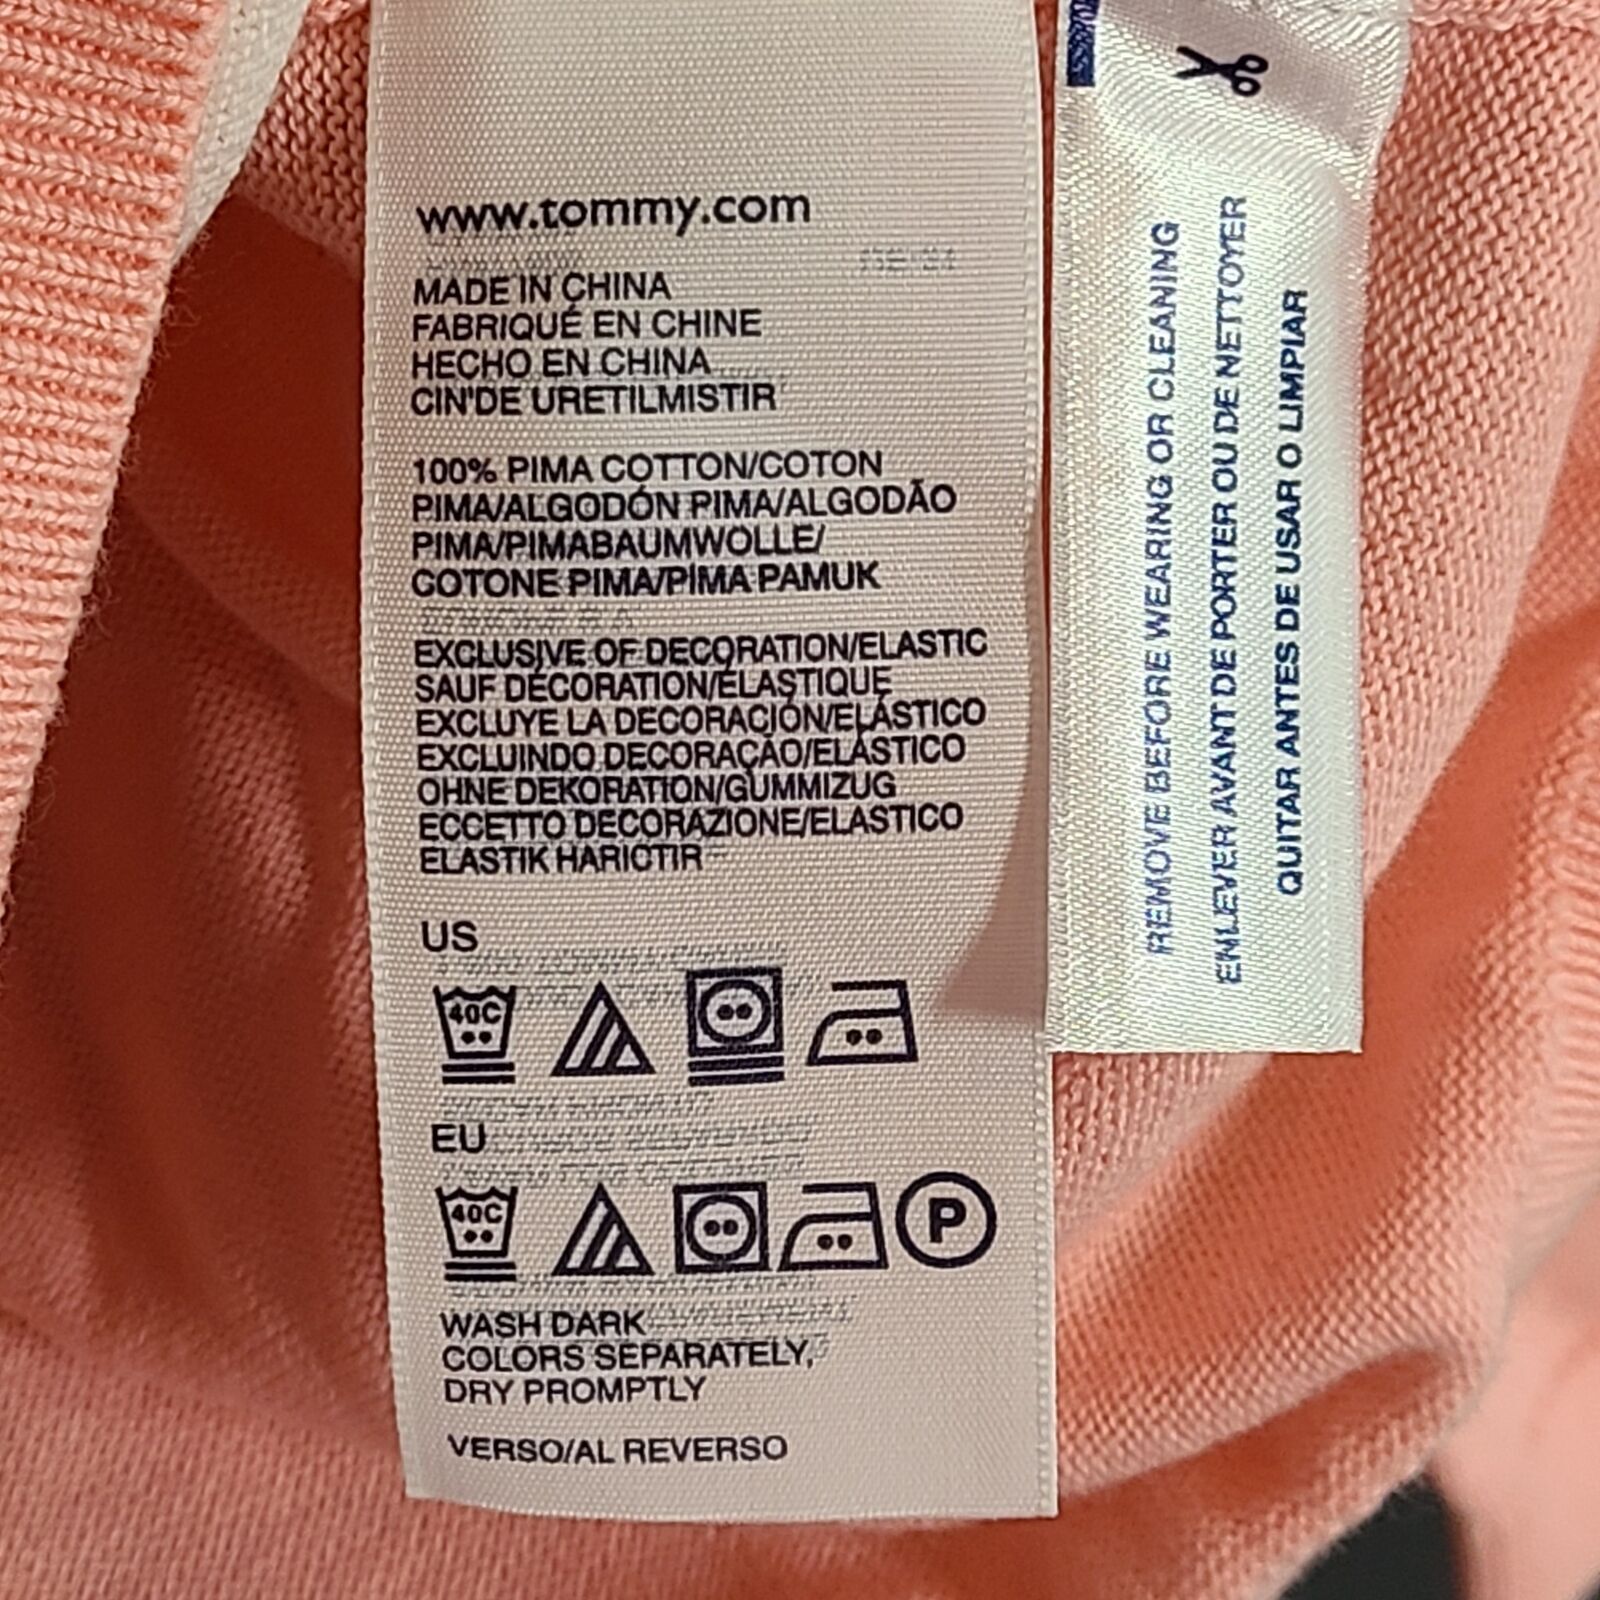 www.tommy.com
MADE IN CHINA
FABRIQUÉ EN CHINE
HECHO EN CHINA
CIN'DE URETILMISTIR
100% PIMA COTTON/COTON
PIMA/ALGODÓN PIMA/ALGODÃO
PIMA/PIMABAUMWOLLE/
COTONE PIMA/PIMA PAMUK
EXCLUSIVE OF DECORATION/ELASTIC
SAUF DÉCORATION/ÉLASTIQUE
EXCLUYE LA DECORACIÓN/ELÁSTICO
EXCLUINDO DECORAÇÃO/ELÁSTICO
OHNE DEKORATION/GUMMIZUG
ECCETTO DECORAZIONE/ELASTICO
ELASTIK HARICTIR
US
40C
EU
40C
P
WASH DARK
COLORS SEPARATELY,
DRY PROMPTLY
VERSO/AL REVERSO
REMOVE BEFORE WEARING OR CLEANING
ENLEVER AVANT DE PORTER OU DE NETTOYER
QUITAR ANTES DE USAR O LIMPIAR